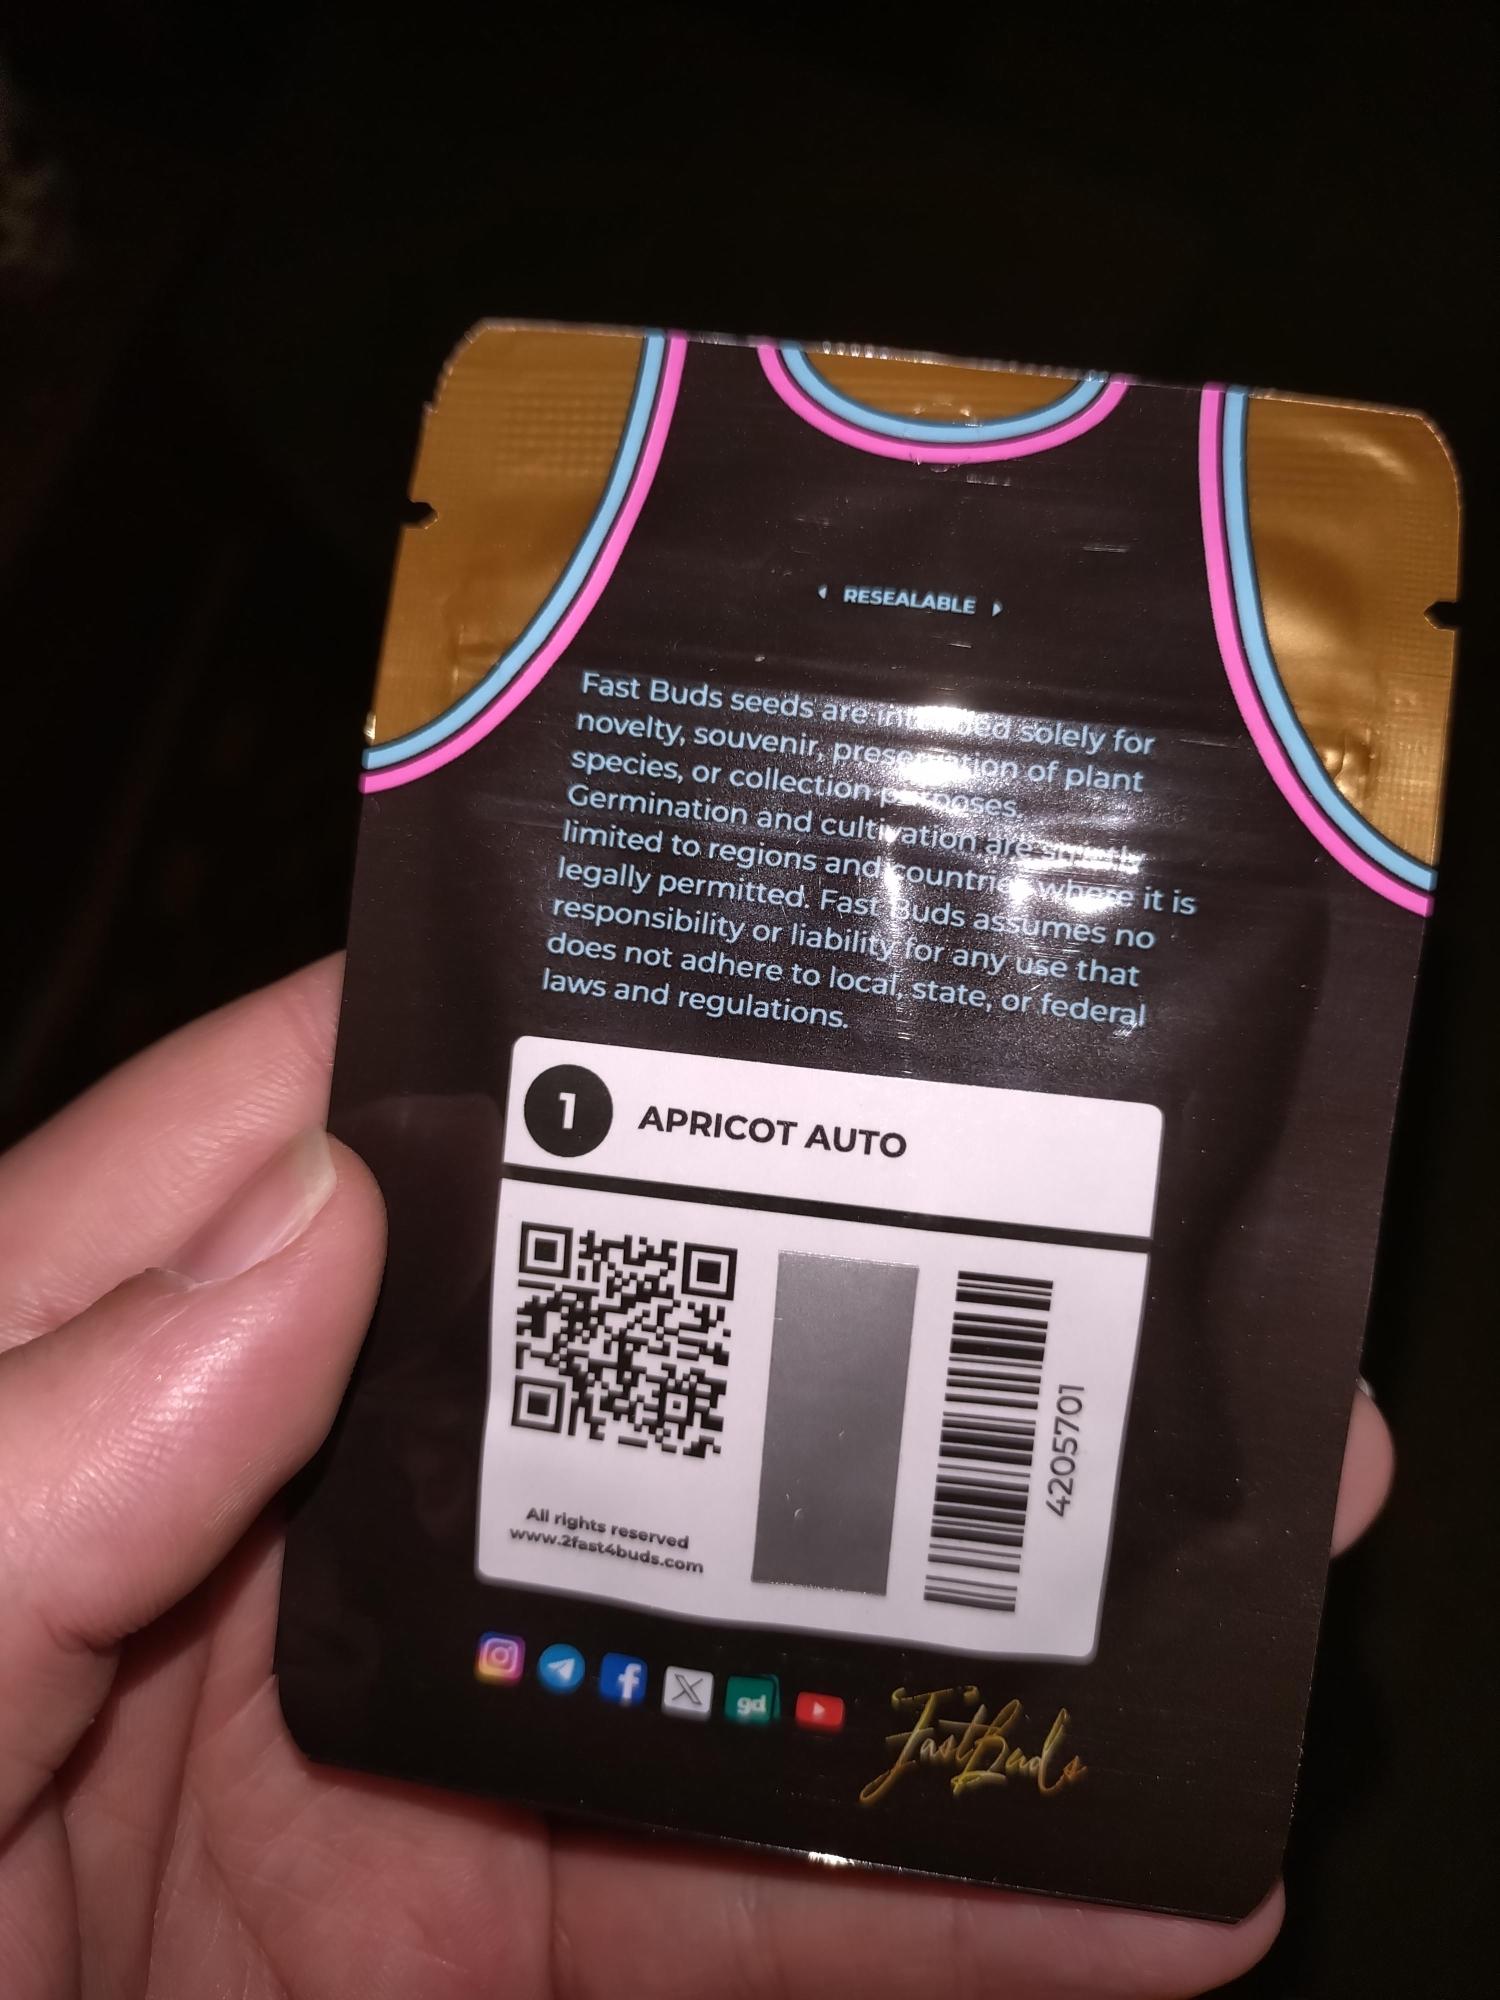 RESEALABLE
Fast Buds seeds are intended solely for
novelty, souvenir, preservation of plant
species, or collection purposes.
Germination and cultivation are strictly
limited to regions and countries where it is
legally permitted. Fast Buds assumes no
responsibility or liability for any use that
does not adhere to local, state, or federal
laws and regulations.
1 APRICOT AUTO
4205701
All rights reserved
www.2fast4buds.com
f X gd
FastBuds